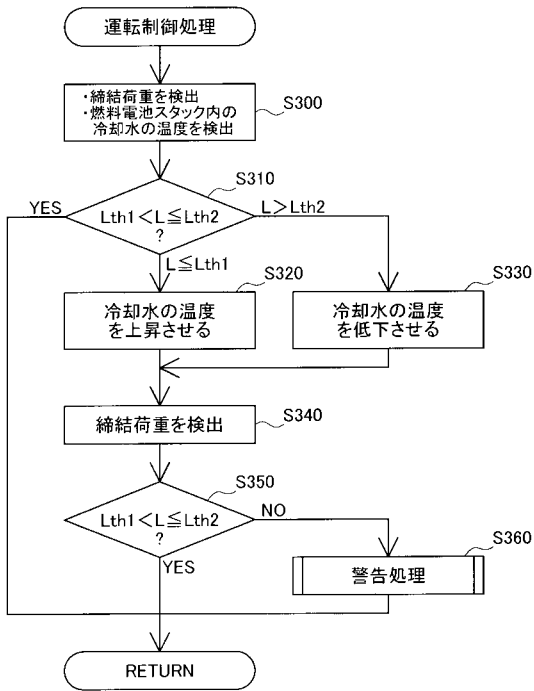 運転制御処理
・締結荷重を検出
・燃料電池スタック内の
冷却水の温度を検出
S300
S310
YES
Lth1<L≦Lth2
?
L>Lth2
L≦Lth1
S320
冷却水の温度
を上昇させる
S330
冷却水の温度
を低下させる
締結荷重を検出
S340
S350
Lth1<L≦Lth2
?
NO
YES
S360
警告処理
RETURN